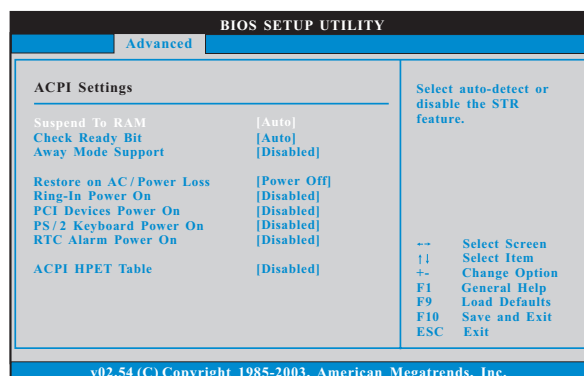 BIOS SETUP UTILITY
Advanced
ACPI Settings
Suspend To RAM [Auto]
Check Ready Bit [Auto]
Away Mode Support [Disabled]
Restore on AC/Power Loss [Power Off]
Ring-In Power On [Disabled]
PCI Devices Power On [Disabled]
PS/2 Keyboard Power On [Disabled]
RTC Alarm Power On [Disabled]
ACPI HPET Table [Disabled]
Select auto-detect or
disable the STR
feature.
←→ Select Screen
↑↓ Select Item
+- Change Option
F1 General Help
F9 Load Defaults
F10 Save and Exit
ESC Exit
v02.54 (C) Copyright 1985-2003, American Megatrends, Inc.